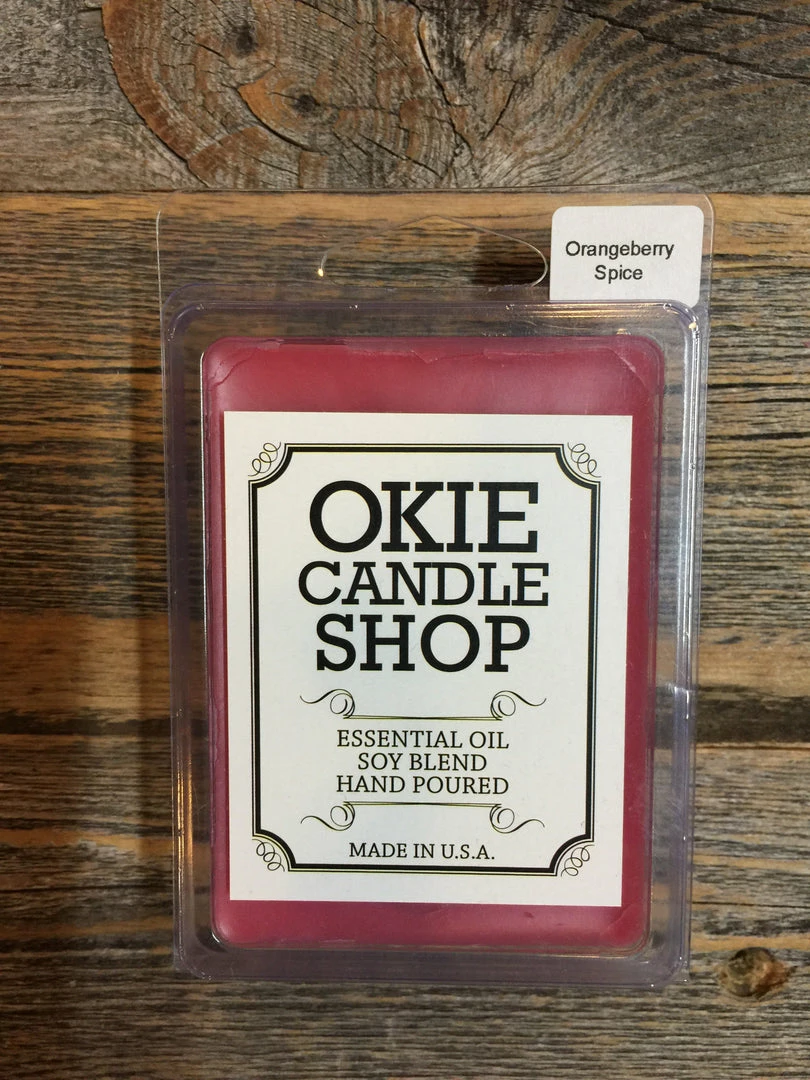 Orangeberry
Spice
OKIE
CANDLE
SHOP
ESSENTIAL OIL
SOY BLEND
HAND POURED
MADE IN U.S.A.